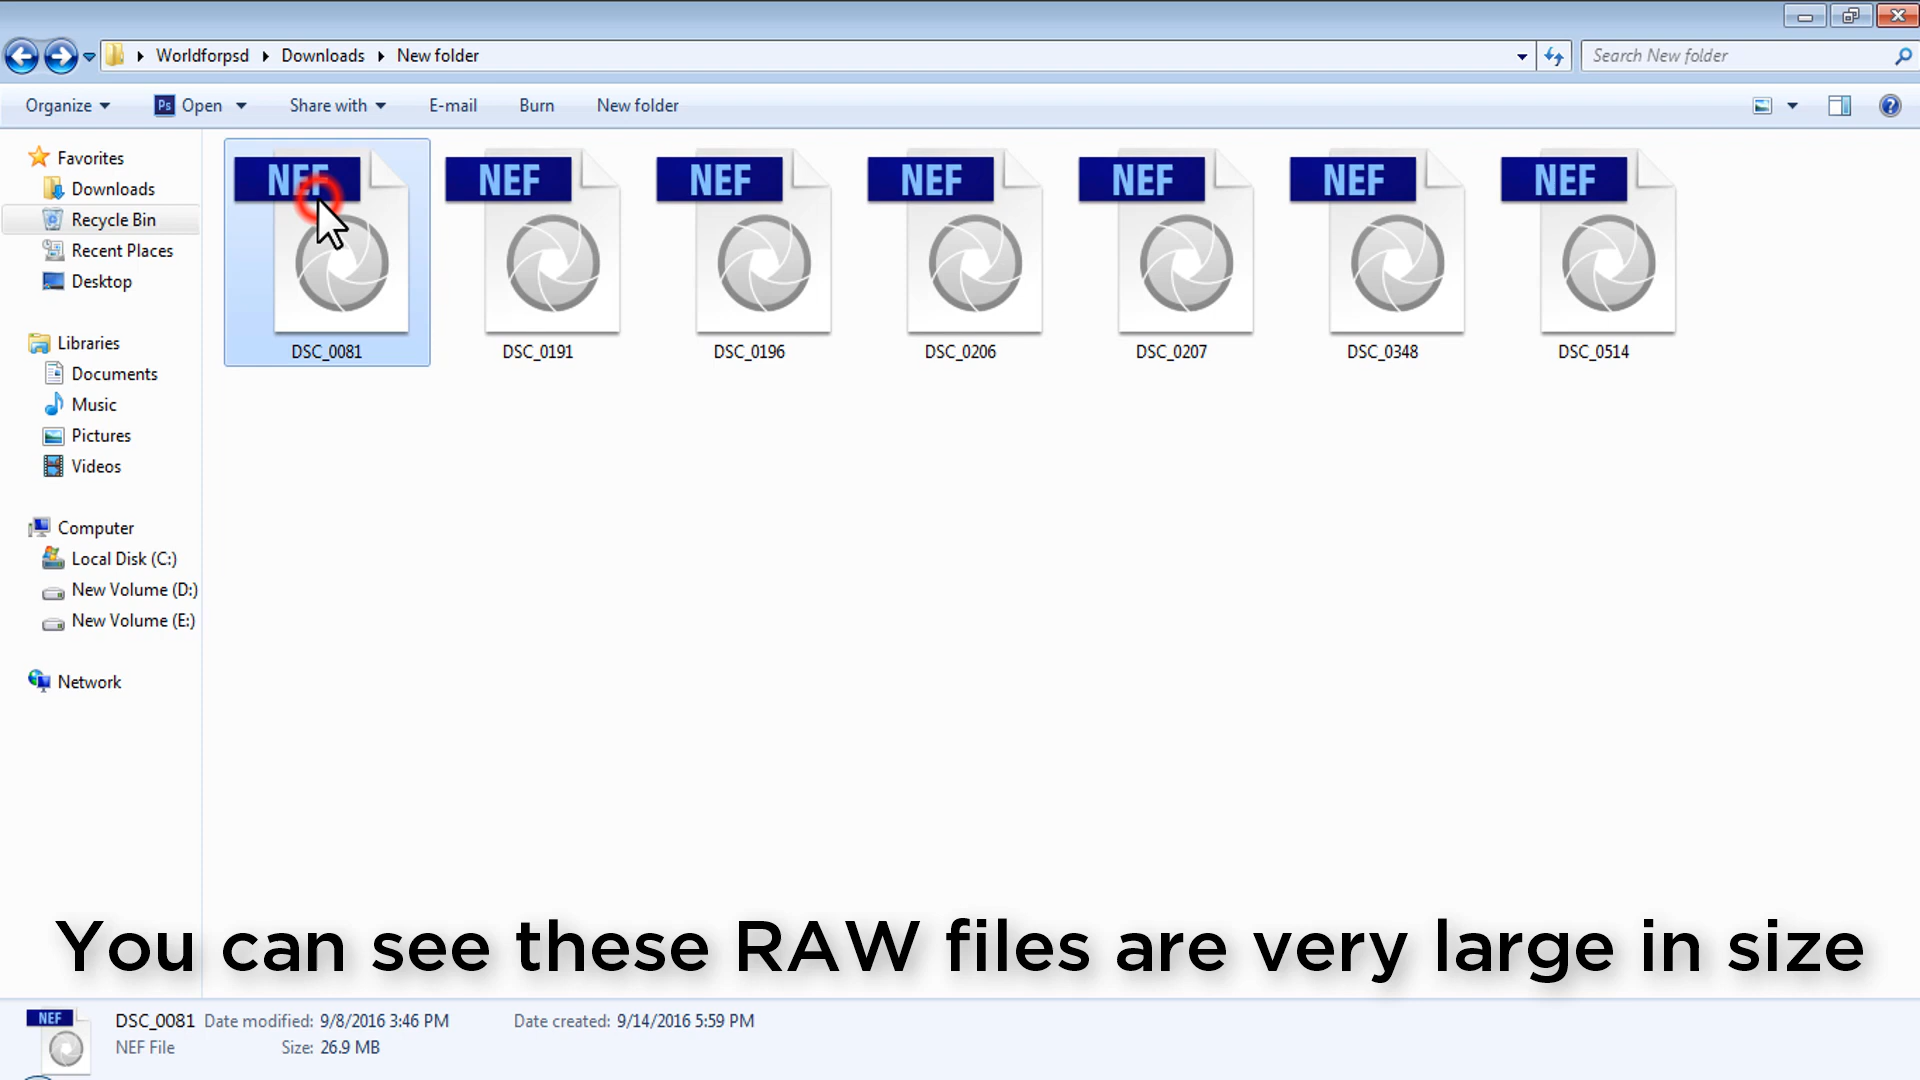 Worldforpsd Downloads New folder
Search New folder
Organize Ps Open Share with E-mail Burn New folder
Favorites
Downloads
Recycle Bin
Recent Places
Desktop
Libraries
Documents
Music
Pictures
Videos
Computer
Local Disk (C:)
New Volume (D:)
New Volume (E:)
Network
NEF NEF NEF NEF NEF NEF NEF
DSC_0081 DSC_0191 DSC_0196 DSC_0206 DSC_0207 DSC_0348 DSC_0514
You can see these RAW files are very large in size
NEF
DSC_0081 Date modified: 9/8/2016 3:46 PM Date created: 9/14/2016 5:59 PM
NEF File Size: 26.9 MB